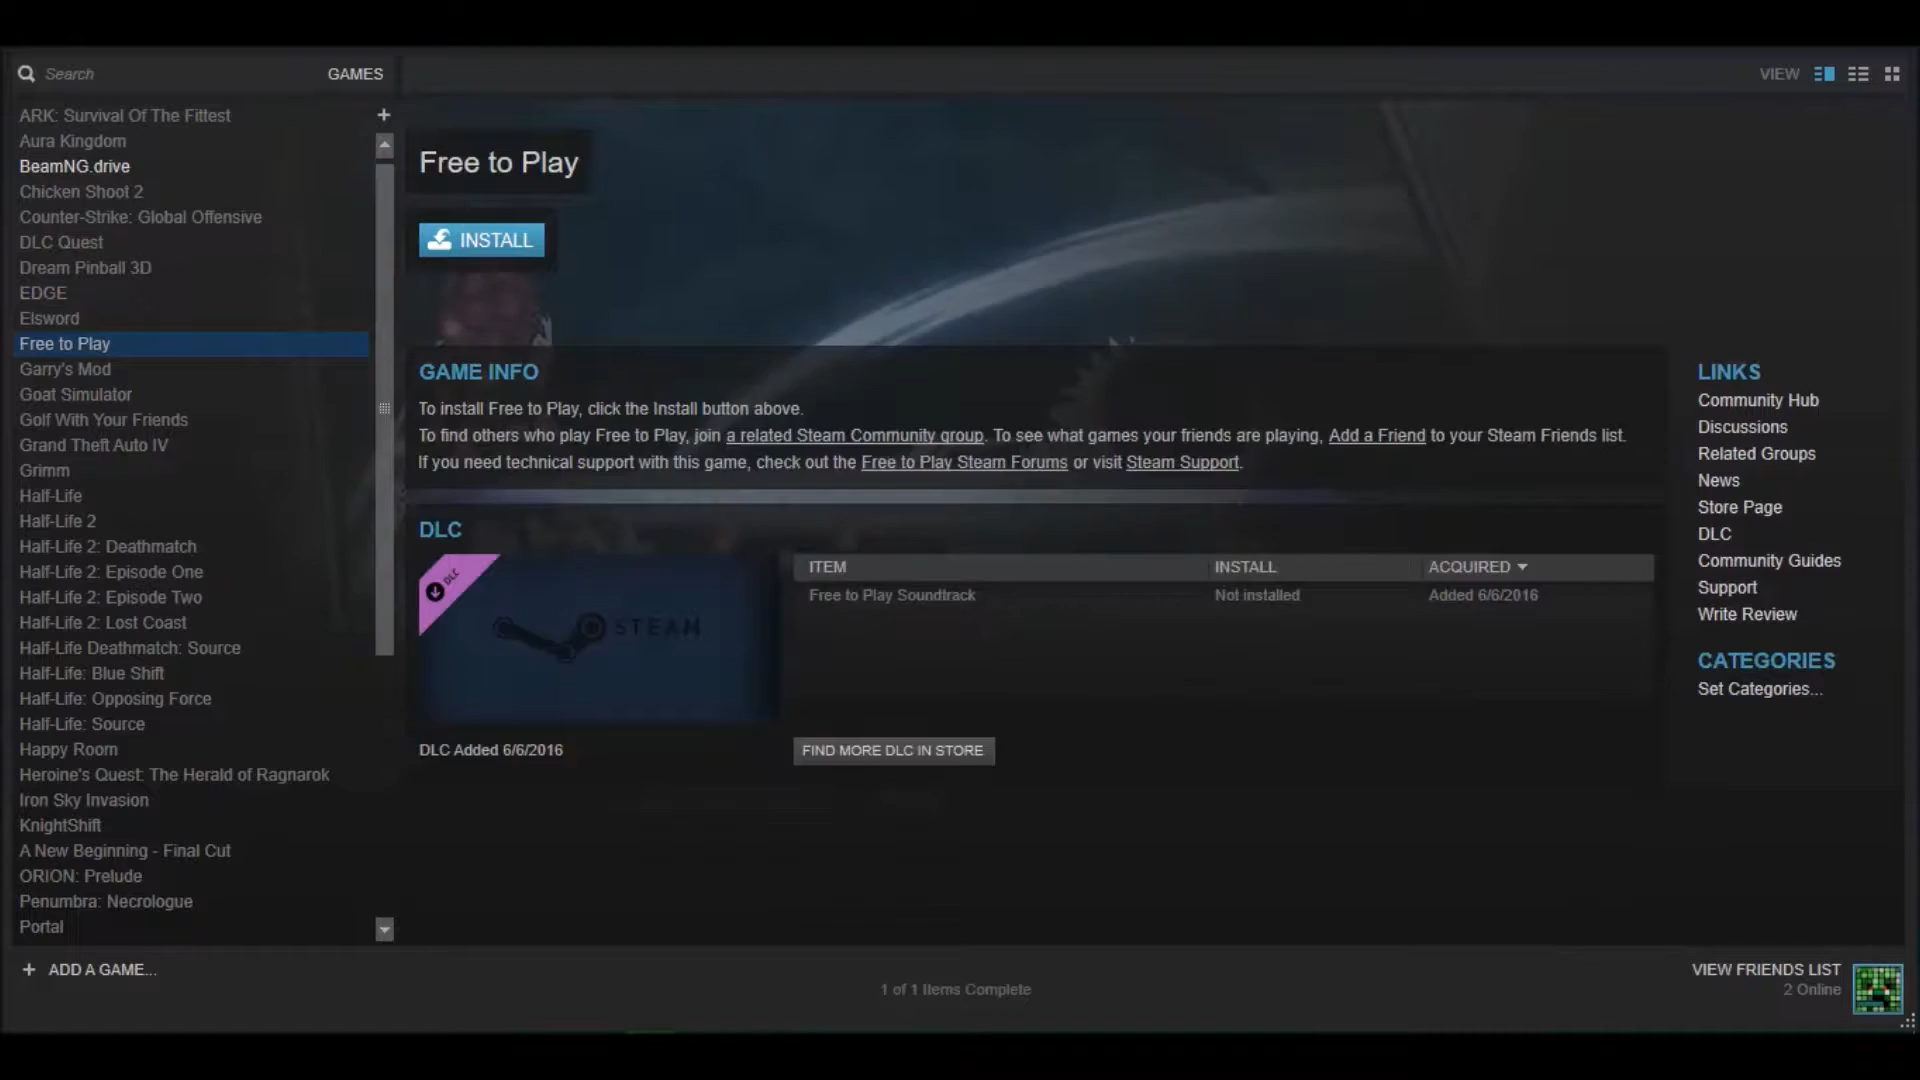 Search
GAMES
VIEW
ARK: Survival Of The Fittest
Aura Kingdom
BeamNG.drive
Chicken Shoot 2
Counter-Strike: Global Offensive
DLC Quest
Dream Pinball 3D
EDGE
Elsword
Free to Play
Garry's Mod
Goat Simulator
Golf With Your Friends
Grand Theft Auto IV
Grimm
Half-Life
Half-Life 2
Half-Life 2: Deathmatch
Half-Life 2: Episode One
Half-Life 2: Episode Two
Half-Life 2: Lost Coast
Half-Life Deathmatch: Source
Half-Life: Blue Shift
Half-Life: Opposing Force
Half-Life: Source
Happy Room
Heroine's Quest: The Herald of Ragnarok
Iron Sky Invasion
KnightShift
A New Beginning - Final Cut
ORION: Prelude
Penumbra: Necrologue
Portal
+ ADD A GAME...
Free to Play
INSTALL
GAME INFO
To install Free to Play, click the Install button above.
To find others who play Free to Play, join a related Steam Community group. To see what games your friends are playing, Add a Friend to your Steam Friends list.
If you need technical support with this game, check out the Free to Play Steam Forums or visit Steam Support.
DLC
DLC
STEAM
DLC Added 6/6/2016
ITEM INSTALL ACQUIRED
Free to Play Soundtrack Not installed Added 6/6/2016
FIND MORE DLC IN STORE
LINKS
Community Hub
Discussions
Related Groups
News
Store Page
DLC
Community Guides
Support
Write Review
CATEGORIES
Set Categories...
1 of 1 Items Complete
VIEW FRIENDS LIST
2 Online